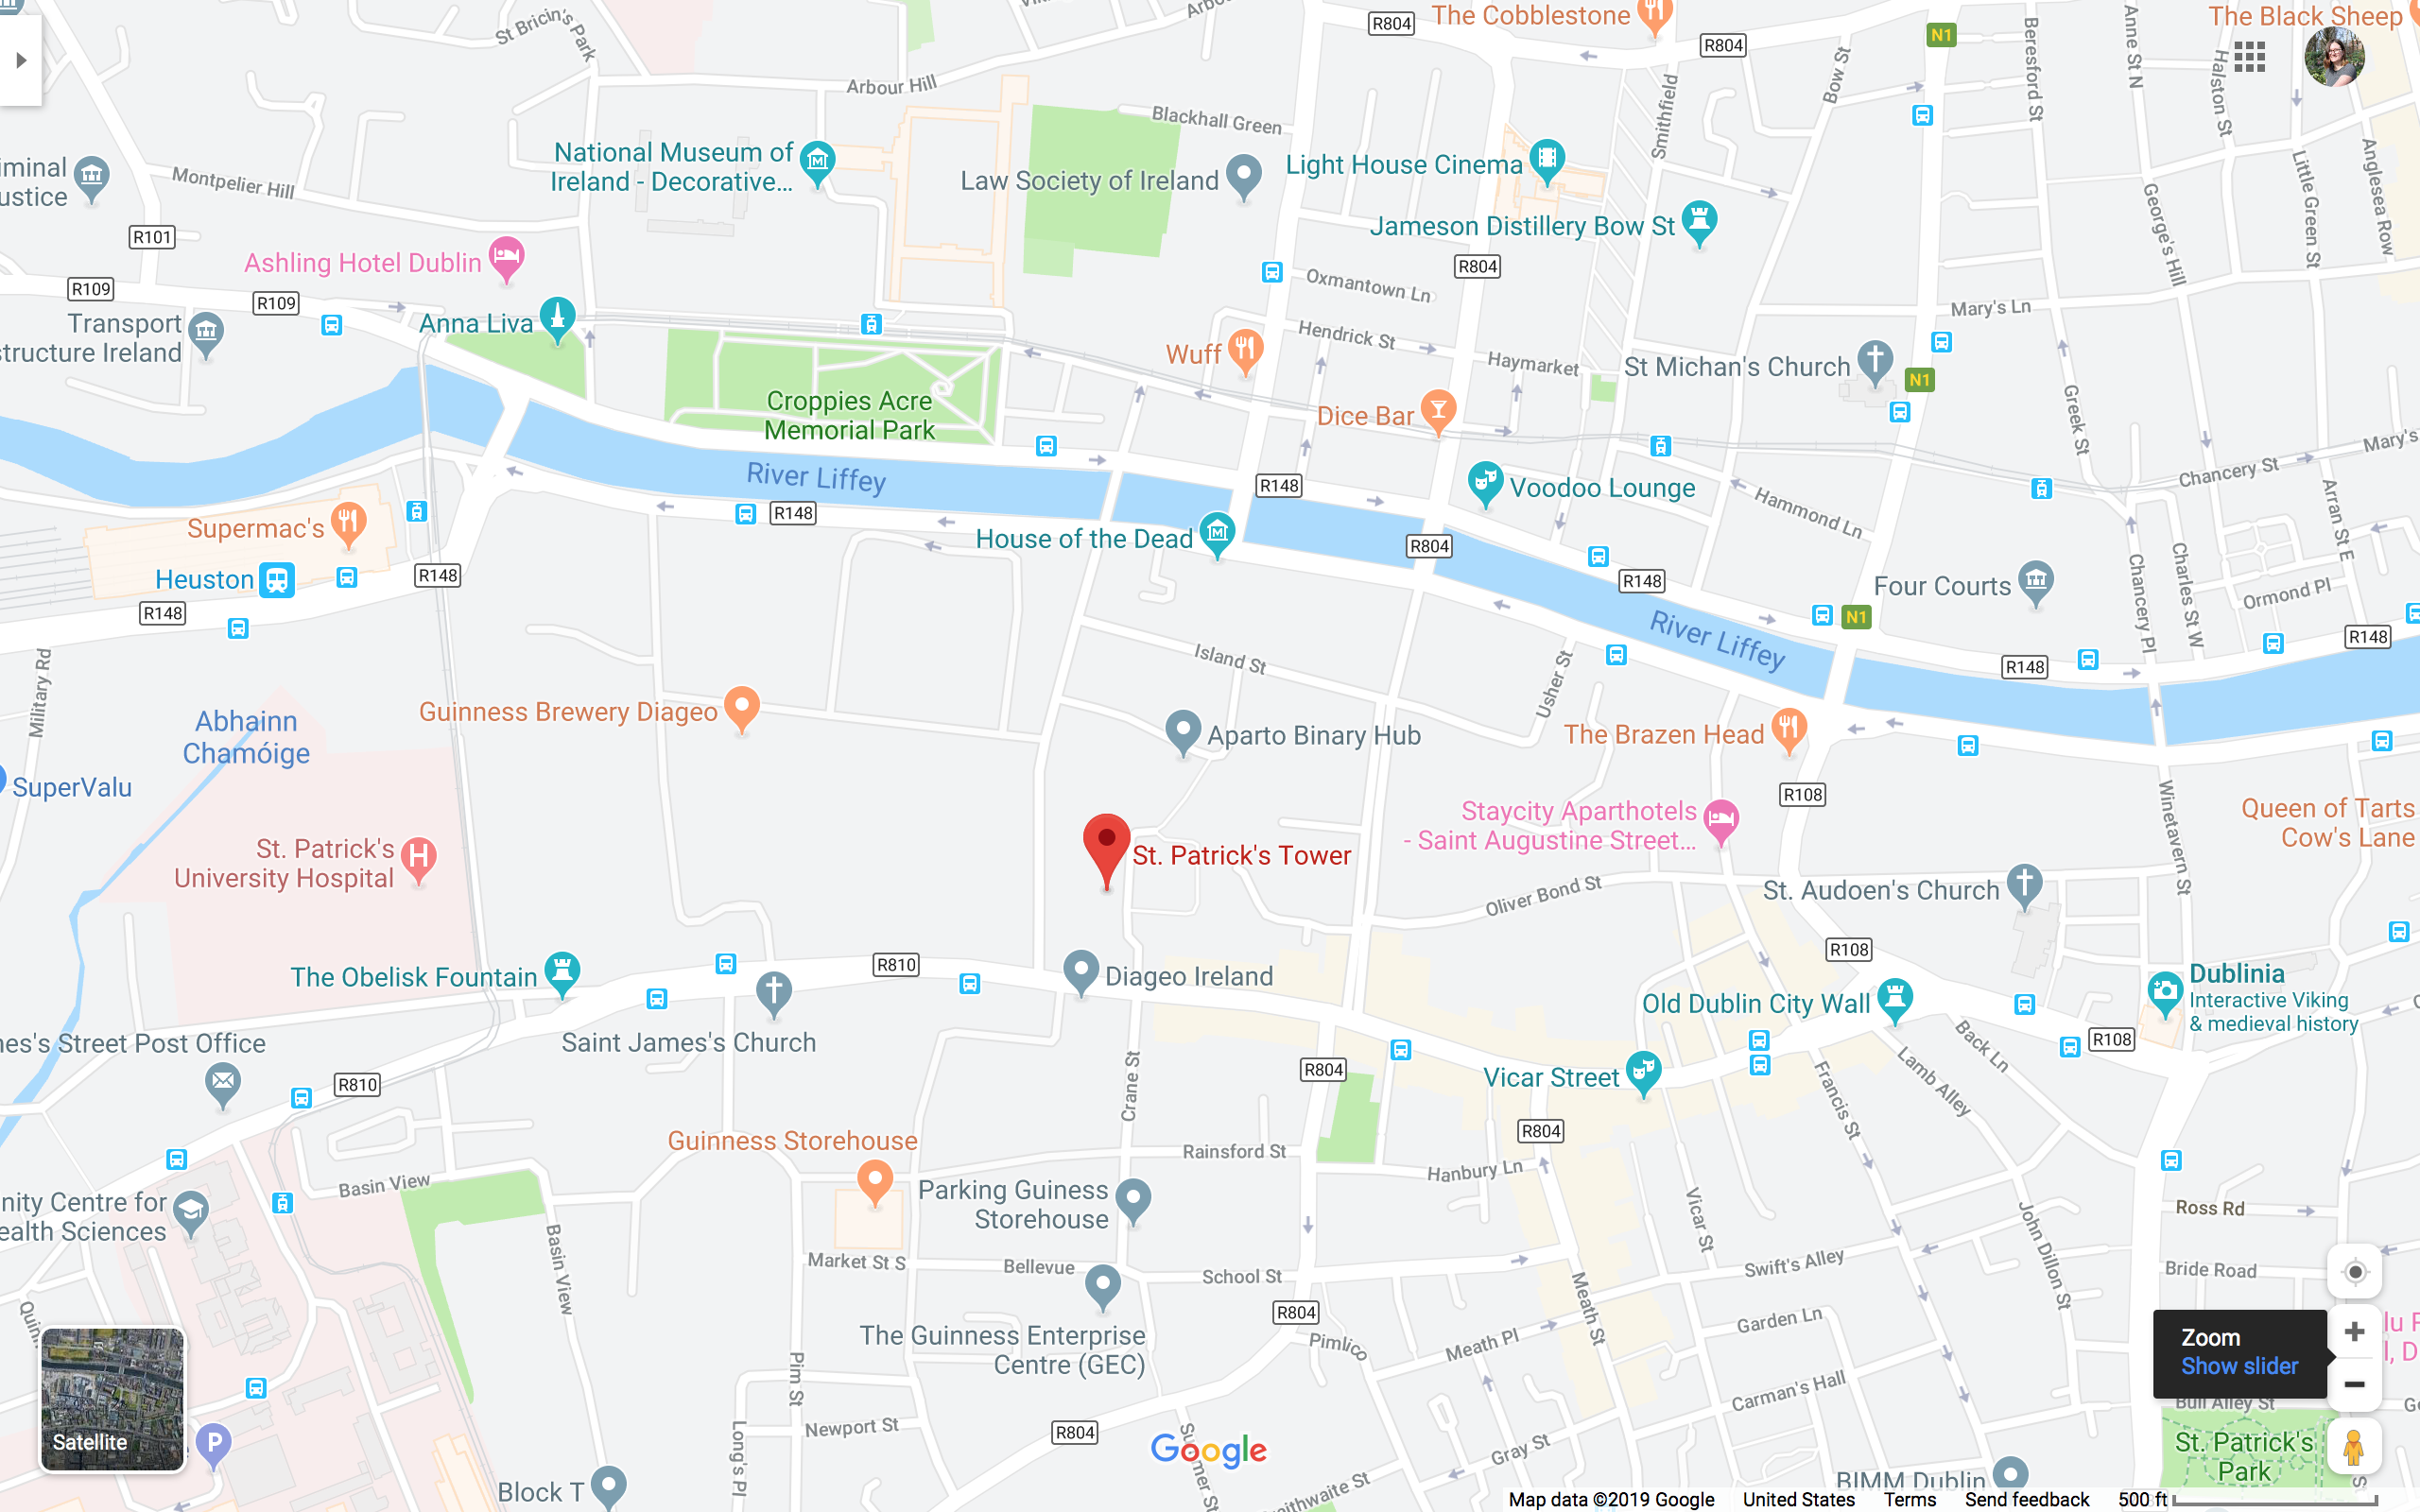 The Cobblestone
R804
R804
N1
The Black Sheep
St Bricin's Park
Arbour Hill
Blackhall Green
Smithfield
Bow St
Beresford St
Anne St N
Halston St
Anglesea Row
Little Green St
George's Hill
National Museum of
Ireland - Decorative...
Law Society of Ireland
Light House Cinema
Jameson Distillery Bow St
Montpelier Hill
R101
Ashling Hotel Dublin
R109
R109
Transport
structure Ireland
Anna Liva
R804
Oxmantown Ln
Hendrick St
Haymarket
Mary's Ln
Wuff
St Michan's Church
N1
Croppies Acre
Memorial Park
Dice Bar
Greek St
Mary's
Chancery St
River Liffey
R148
R148
Voodoo Lounge
Hammond Ln
Arran St E
Supermac's
House of the Dead
R804
Heuston
R148
R148
R148
Four Courts
Charles St W
Chancery Pl
Ormond Pl
N1
River Liffey
R148
R148
Military Rd
Island St
Usher St
Abhainn
Chamóige
Guinness Brewery Diageo
Aparto Binary Hub
The Brazen Head
SuperValu
R108
Winetavern St
Queen of Tarts
Cow's Lane
St. Patrick's
University Hospital
St. Patrick's Tower
Staycity Aparthotels
- Saint Augustine Street...
Oliver Bond St
St. Audoen's Church
The Obelisk Fountain
R810
Diageo Ireland
R108
Dublinia
Interactive Viking
& medieval history
Old Dublin City Wall
Saint James's Church
nes's Street Post Office
R810
Crane St
R804
Vicar Street
R108
Back Ln
Lamb Alley
Francis St
R804
Guinness Storehouse
Rainsford St
Hanbury Ln
Basin View
nity Centre for
ealth Sciences
Parking Guiness
Storehouse
Vicar St
John Dillon St
Ross Rd
Basin View
Market St S
Bellevue
School St
Swift's Alley
Bride Road
R804
Meath St
Garden Ln
The Guinness Enterprise
Centre (GEC)
Pimlico
Meath Pl
Zoom
Show slider
Pim St
Carman's Hall
Bull Alley St
Long's Pl
Newport St
R804
Gray St
St. Patrick's
Park
Satellite
P
Block T
Google
BIMM Dublin
Map data ©2019 Google
United States
Terms
Send feedback
500 ft